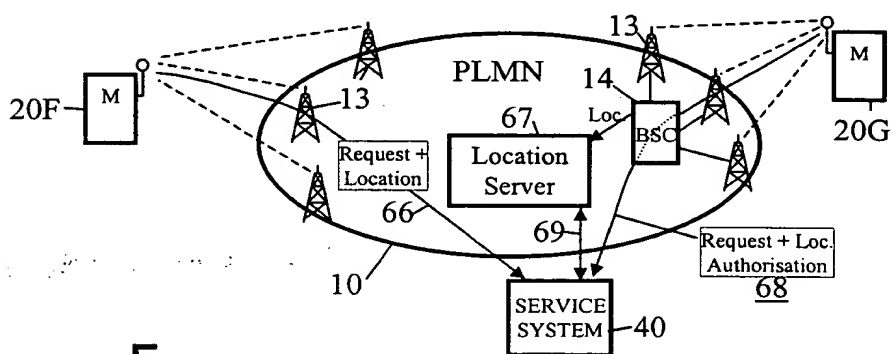 13
M
PLMN
14
M
20F
13
67
Loc.
BSC
20G
Request +
Location
Location
Server
66
69
Request + Loc.
Authorisation
68
10
SERVICE
SYSTEM
40